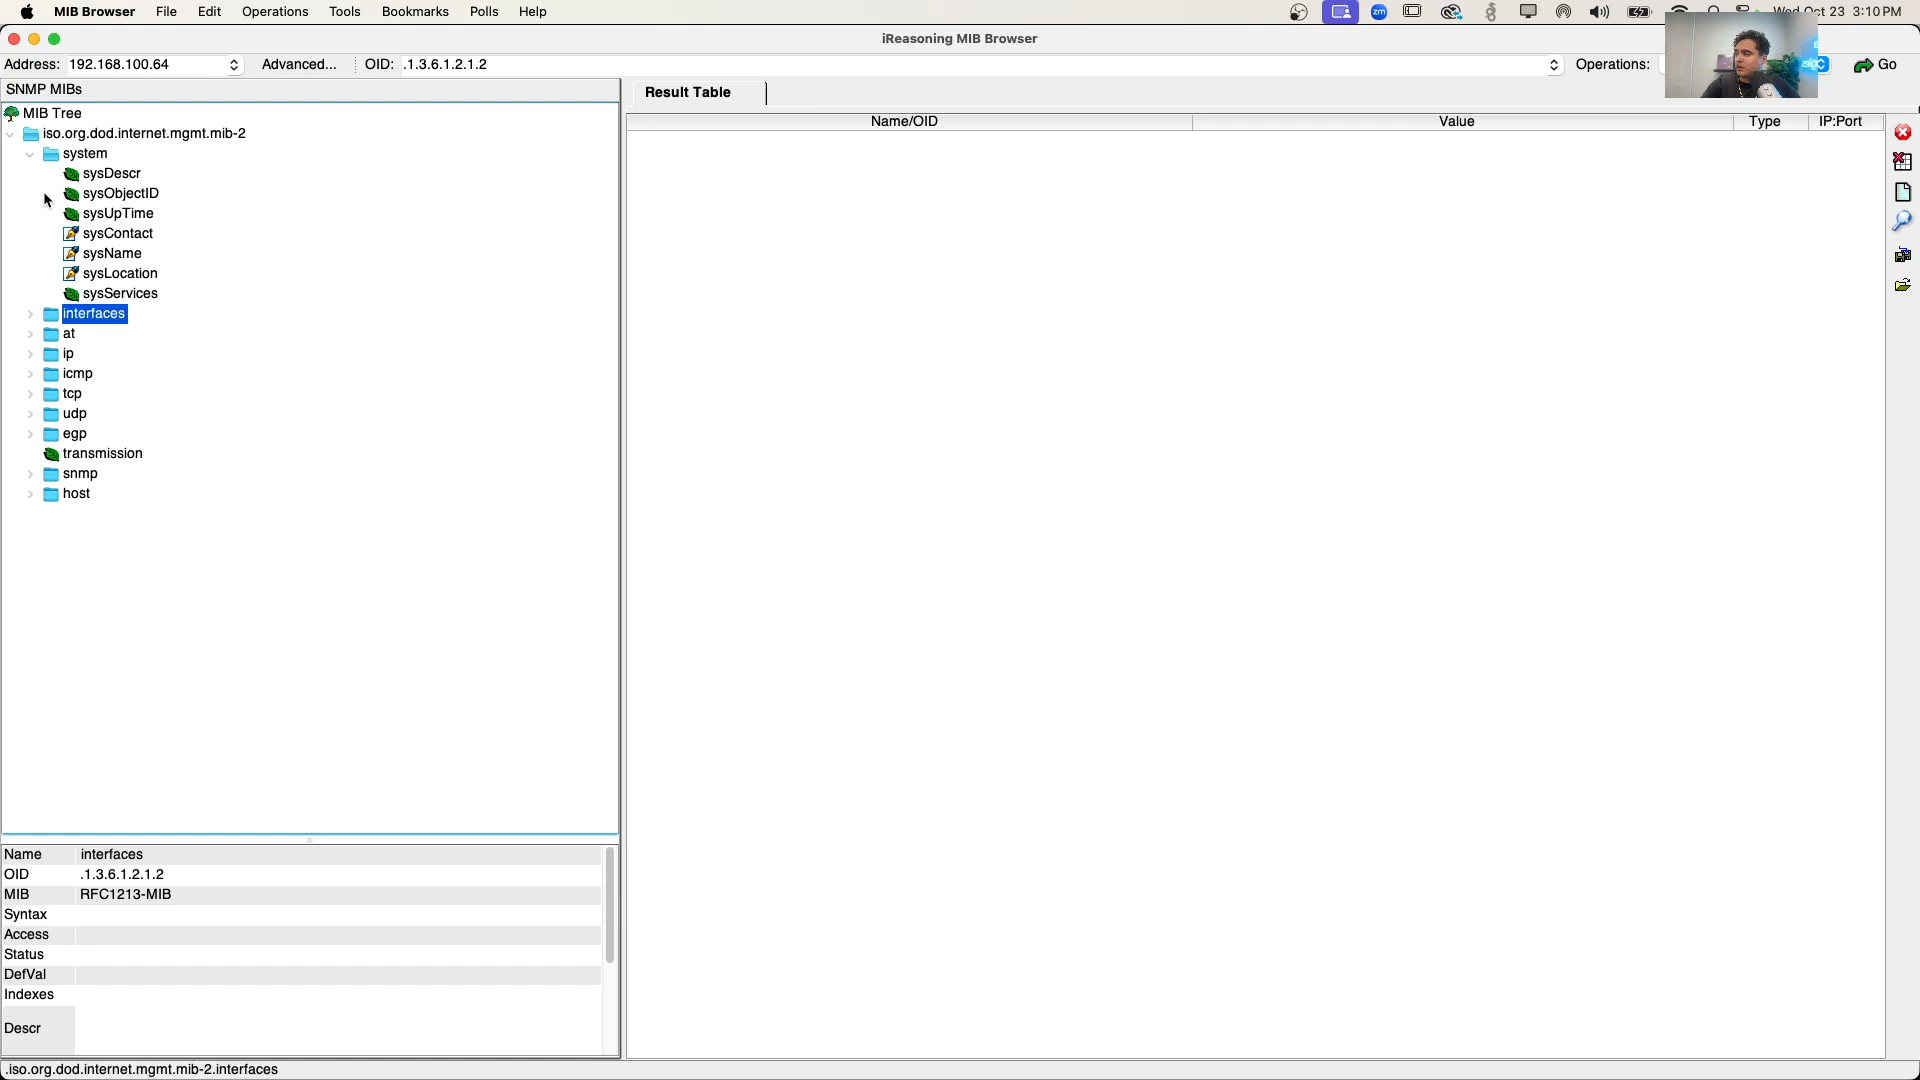 MIB Browser File Edit Operations Tools Bookmarks Polls Help
zm
Wed Oct 23 3:10 PM
iReasoning MIB Browser
Address: 192.168.100.64 Advanced... OID: .1.3.6.1.2.1.2 Operations: Go
SNMP MIBs
Result Table
MIB Tree
Name/OID Value Type IP:Port
iso.org.dod.internet.mgmt.mib-2
system
sysDescr
sysObjectID
sysUpTime
sysContact
sysName
sysLocation
sysServices
interfaces
at
ip
icmp
tcp
udp
egp
transmission
snmp
host
Name interfaces
OID .1.3.6.1.2.1.2
MIB RFC1213-MIB
Syntax
Access
Status
DefVal
Indexes
Descr
.iso.org.dod.internet.mgmt.mib-2.interfaces